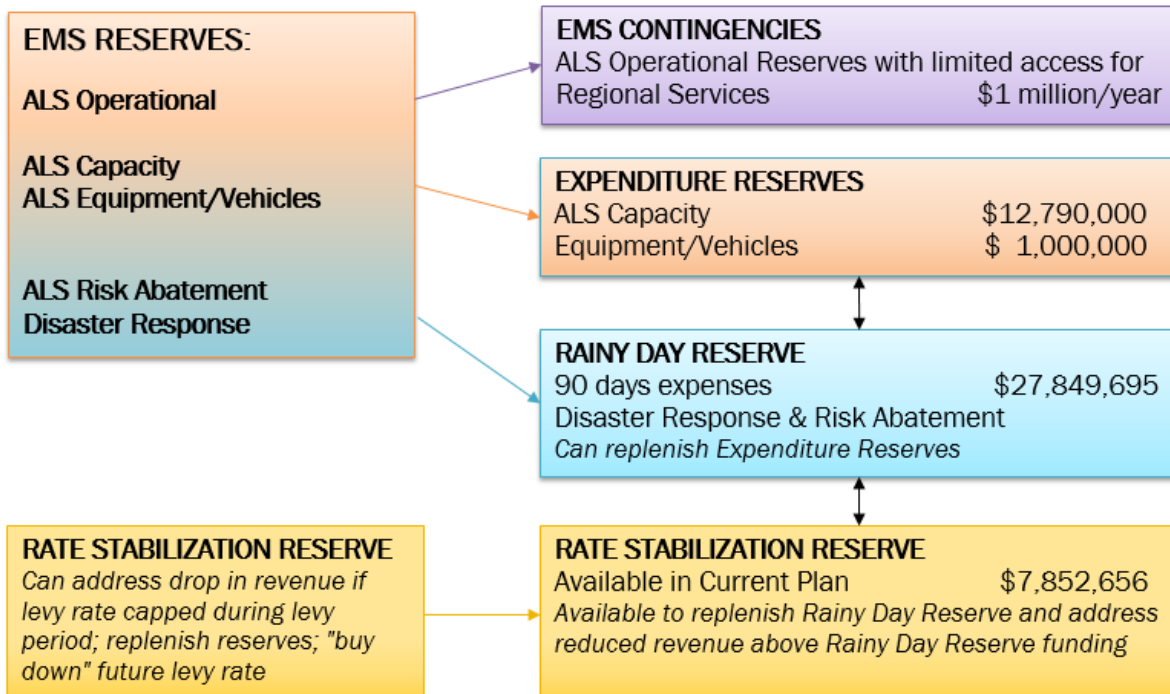 EMS RESERVES:
ALS Operational
ALS Capacity
ALS Equipment/Vehicles
ALS Risk Abatement
Disaster Response
EMS CONTINGENCIES
ALS Operational Reserves with limited access for
Regional Services $1 million/year
EXPENDITURE RESERVES
ALS Capacity $12,790,000
Equipment/Vehicles $ 1,000,000
RAINY DAY RESERVE
90 days expenses $27,849,695
Disaster Response & Risk Abatement
Can replenish Expenditure Reserves
RATE STABILIZATION RESERVE
Can address drop in revenue if
levy rate capped during levy
period; replenish reserves; "buy
down" future levy rate
RATE STABILIZATION RESERVE
Available in Current Plan $7,852,656
Available to replenish Rainy Day Reserve and address
reduced revenue above Rainy Day Reserve funding